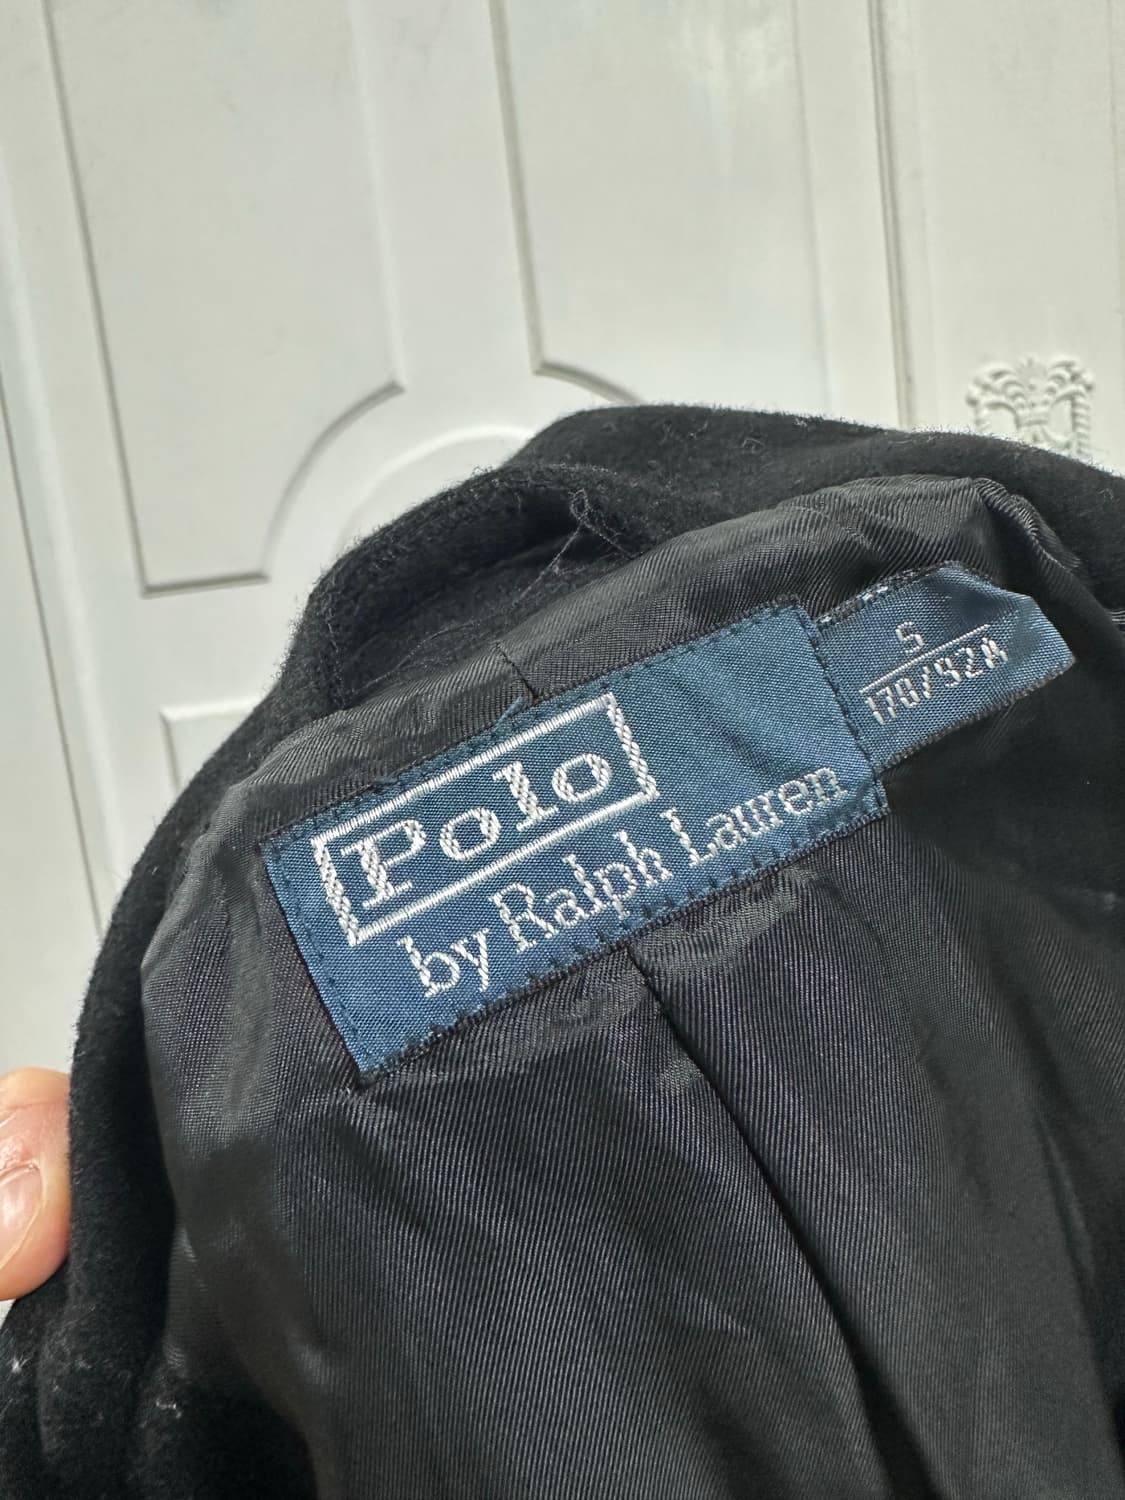 Polo
by Ralph Lauren
S
170/92A